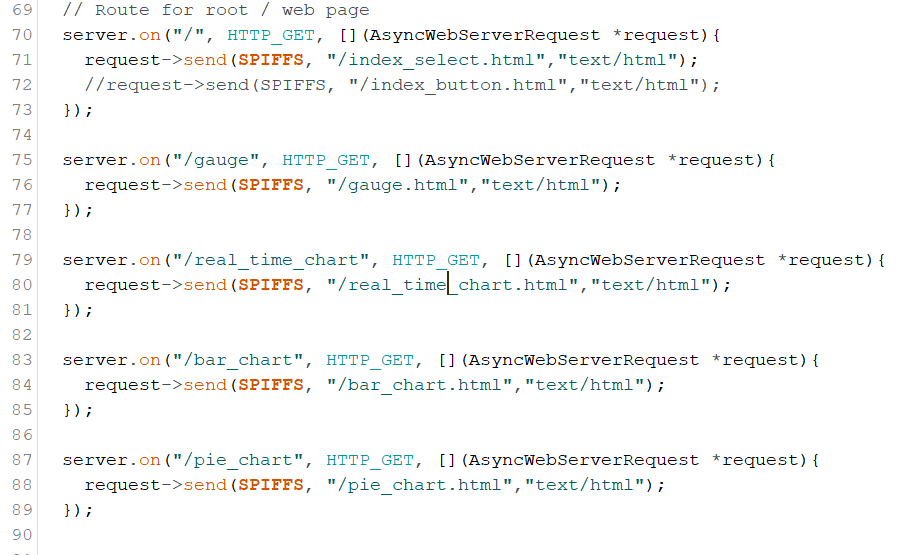 69 // Route for root / web page
70 server.on("/", HTTP_GET, [](AsyncWebServerRequest *request){
71 request->send(SPIFFS, "/index_select.html","text/html");
72 //request->send(SPIFFS, "/index_button.html","text/html");
73 });
74
75 server.on("/gauge", HTTP_GET, [](AsyncWebServerRequest *request){
76 request->send(SPIFFS, "/gauge.html","text/html");
77 });
78
79 server.on("/real_time_chart", HTTP_GET, [](AsyncWebServerRequest *request){
80 request->send(SPIFFS, "/real_time_chart.html","text/html");
81 });
82
83 server.on("/bar_chart", HTTP_GET, [](AsyncWebServerRequest *request){
84 request->send(SPIFFS, "/bar_chart.html","text/html");
85 });
86
87 server.on("/pie_chart", HTTP_GET, [](AsyncWebServerRequest *request){
88 request->send(SPIFFS, "/pie_chart.html","text/html");
89 });
90